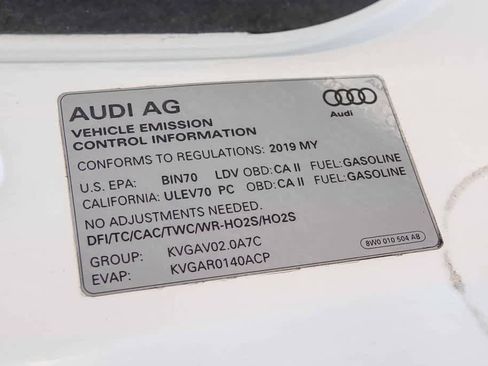 AUDI AG
Audi
VEHICLE EMISSION
CONTROL INFORMATION
CONFORMS TO REGULATIONS: 2019 MY
U.S. EPA: BIN70 LDV OBD: CA II FUEL:GASOLINE
CALIFORNIA: ULEV70 PC OBD: CA II FUEL:GASOLINE
NO ADJUSTMENTS NEEDED.
DFI/TC/CAC/TWC/WR-HO2S/HO2S
GROUP: KVGAV02.0A7C
EVAP: KVGAR0140ACP
8W0 010 504 AB